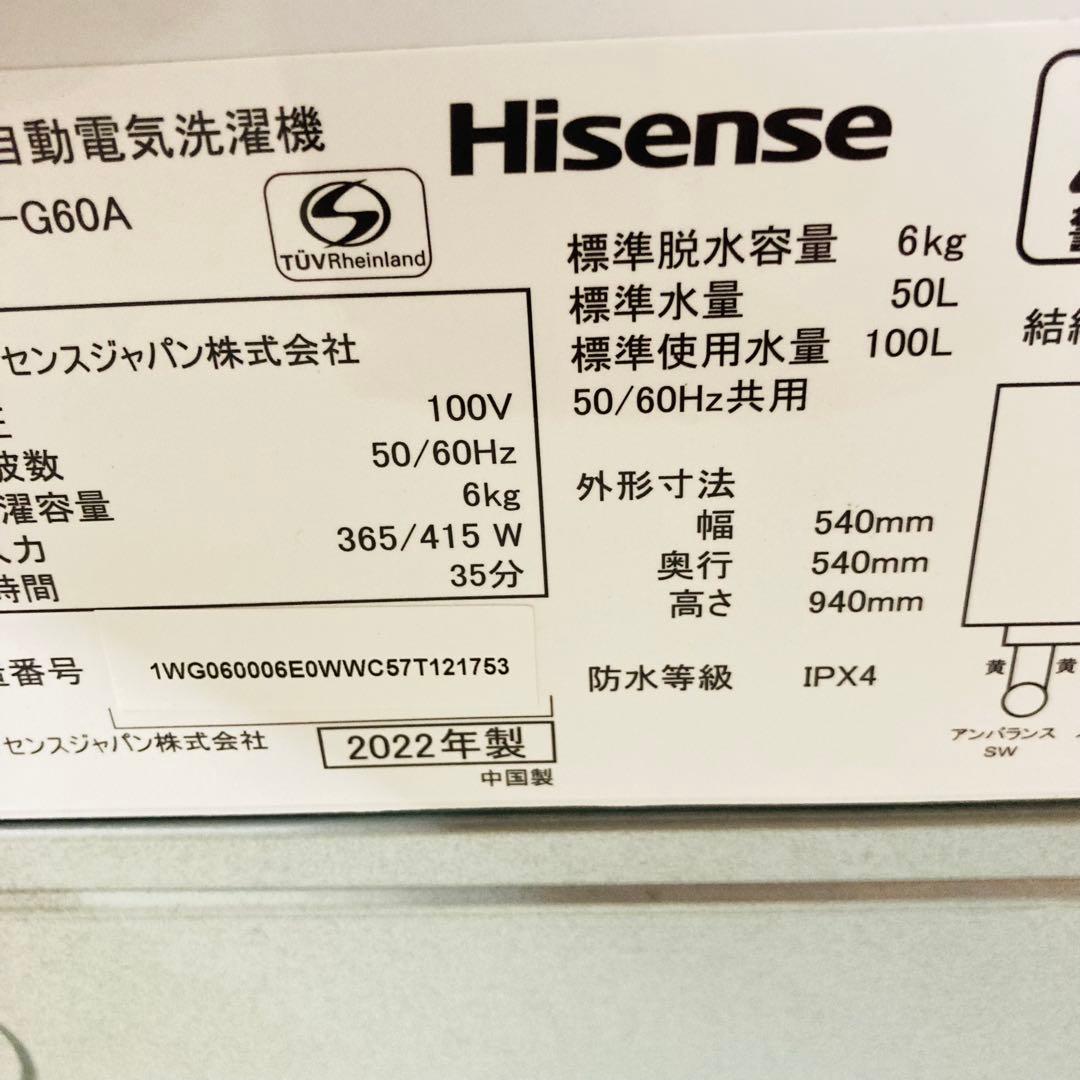 自動電気洗濯機
Hisense
-G60A
TÜVRheinland
標準脱水容量 6kg
標準水量 50L
標準使用水量 100L
50/60Hz共用
センスジャパン株式会社
100V
波数 50/60Hz
濯容量 6kg
入力 365/415 W
時間 35分
外形寸法
幅 540mm
奥行 540mm
高さ 940mm
番号 1WG060006E0WWC57T121753
防水等級 IPX4
センスジャパン株式会社 2022年製
中国製
結
黄 黄
アンバランス
SW